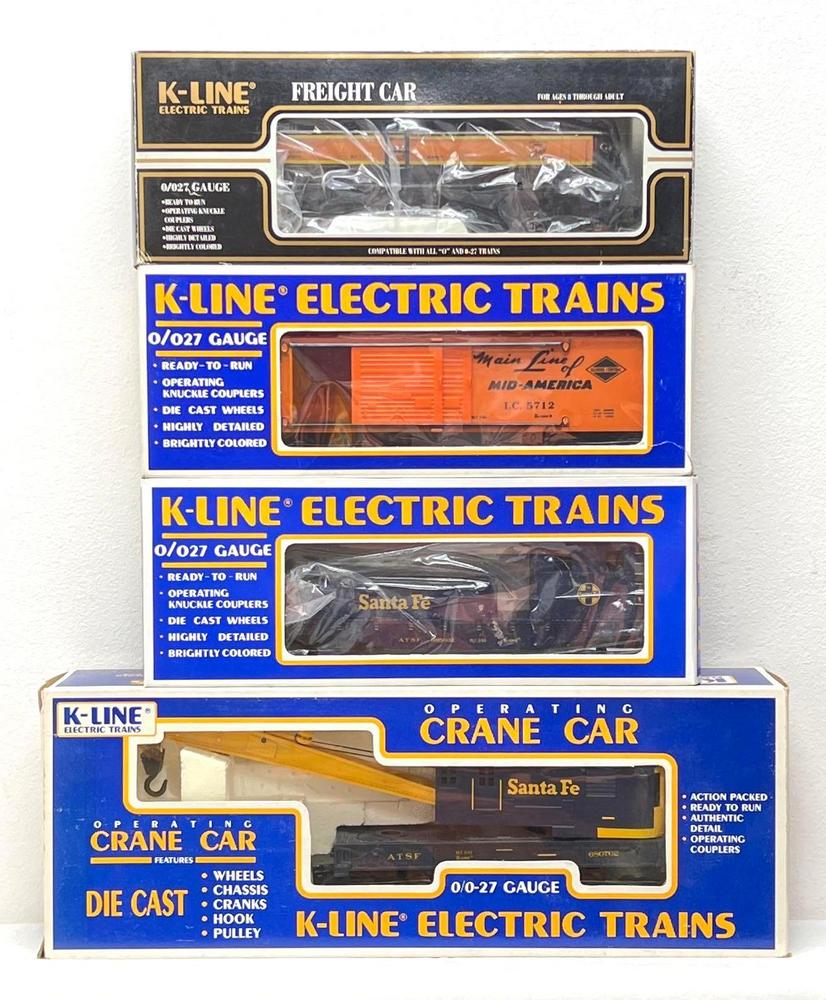 K-LINE®
ELECTRIC TRAINS
FREIGHT CAR
FOR AGES 8 THROUGH ADULT
0/027 GAUGE
•READY TO RUN
•OPERATING KNUCKLE
COUPLERS
•DIE CAST WHEELS
•HIGHLY DETAILED
•BRIGHTLY COLORED
COMPATIBLE WITH ALL "O" AND 0-27 TRAINS
K-LINE® ELECTRIC TRAINS
0/027 GAUGE
• READY-TO-RUN
• OPERATING
KNUCKLE COUPLERS
• DIE CAST WHEELS
• HIGHLY DETAILED
• BRIGHTLY COLORED
Main Line
of
MID-AMERICA
I.C. 5712
ILLINOIS CENTRAL
K-LINE® ELECTRIC TRAINS
0/027 GAUGE
• READY-TO-RUN
• OPERATING
KNUCKLE COUPLERS
• DIE CAST WHEELS
• HIGHLY DETAILED
• BRIGHTLY COLORED
Santa Fe
ATSF
K-LINE®
ELECTRIC TRAINS
OPERATING
CRANE CAR
Santa Fe
• ACTION PACKED
• READY TO RUN
• AUTHENTIC
DETAIL
• OPERATING
COUPLERS
ATSF
680702
OPERATING
CRANE CAR
FEATURES
DIE CAST
• WHEELS
• CHASSIS
• CRANKS
• HOOK
• PULLEY
0/0-27 GAUGE
K-LINE® ELECTRIC TRAINS